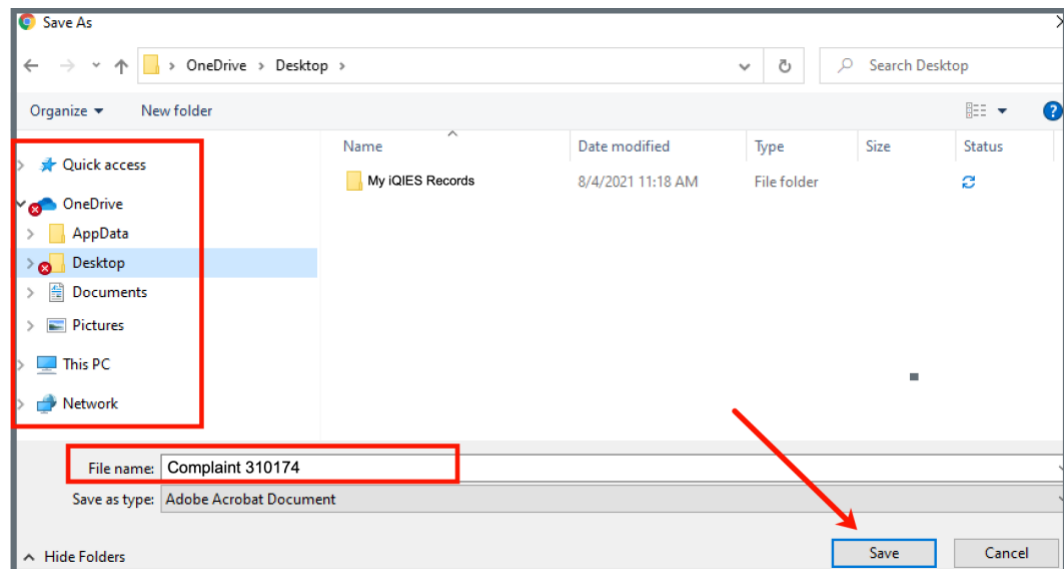 Save As
OneDrive > Desktop >
Search Desktop
Organize
New folder
Name
Date modified
Type
Size
Status
My iQIES Records
8/4/2021 11:18 AM
File folder
Quick access
OneDrive
AppData
Desktop
Documents
Pictures
This PC
Network
File name: Complaint 310174
Save as type: Adobe Acrobat Document
Hide Folders
Save
Cancel